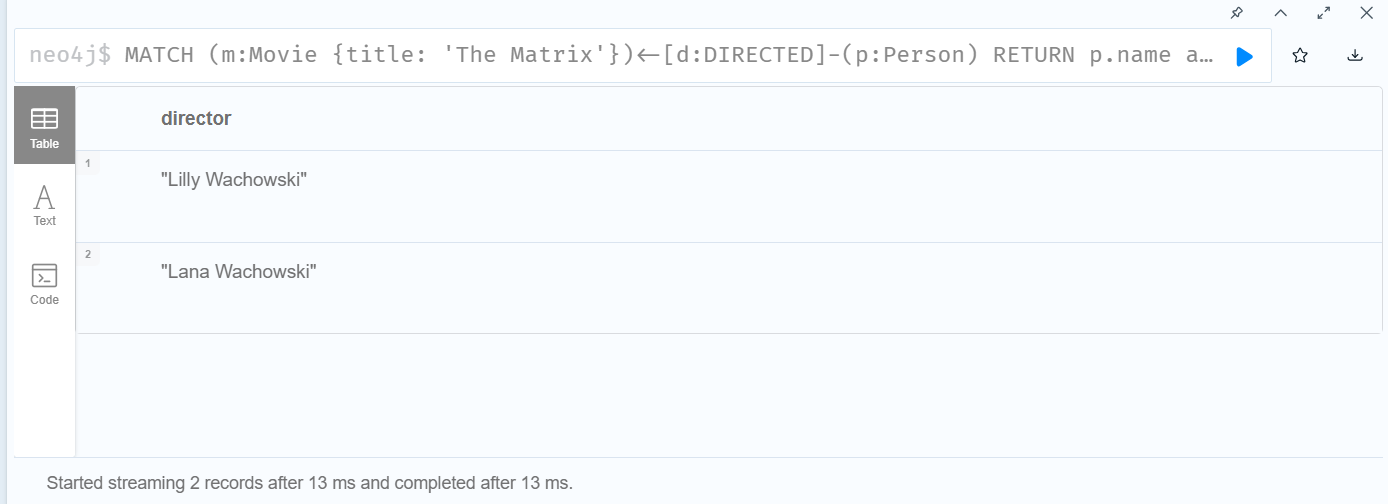 neo4j$ MATCH (m:Movie {title: 'The Matrix'})<-[d:DIRECTED]-(p:Person) RETURN p.name a…
Table
director
1
"Lilly Wachowski"
Text
2
"Lana Wachowski"
Code
Started streaming 2 records after 13 ms and completed after 13 ms.